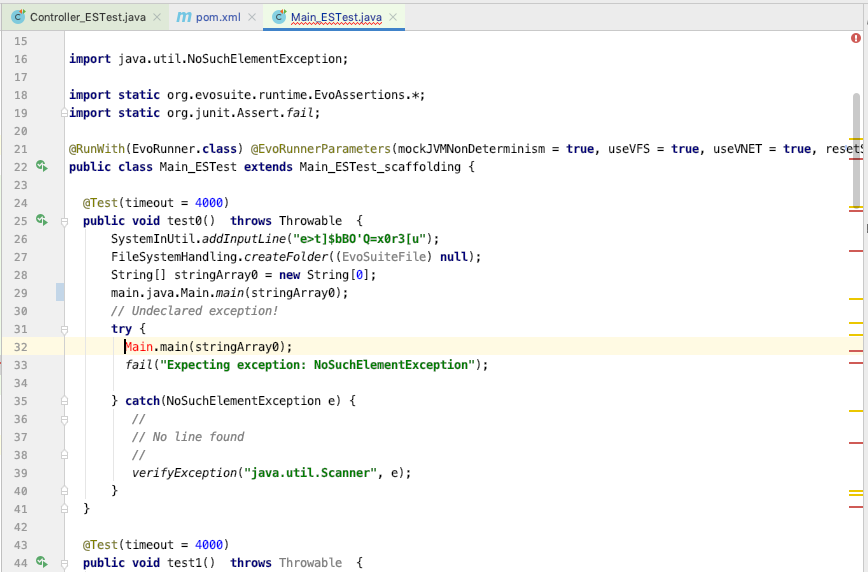 Controller_ESTest.java
pom.xml
Main_ESTest.java
15
16 import java.util.NoSuchElementException;
17
18 import static org.evosuite.runtime.EvoAssertions.*;
19 import static org.junit.Assert.fail;
20
21 @RunWith(EvoRunner.class) @EvoRunnerParameters(mockJVMNonDeterminism = true, useVFS = true, useVNET = true, resetS
22 public class Main_ESTest extends Main_ESTest_scaffolding {
23
24 @Test(timeout = 4000)
25 public void test0()  throws Throwable  {
26 SystemInUtil.addInputLine("e>t]$bBO'Q=x0r3[u");
27 FileSystemHandling.createFolder((EvoSuiteFile) null);
28 String[] stringArray0 = new String[0];
29 main.java.Main.main(stringArray0);
30 // Undeclared exception!
31 try {
32 Main.main(stringArray0);
33 fail("Expecting exception: NoSuchElementException");
34
35 } catch(NoSuchElementException e) {
36 //
37 // No line found
38 //
39 verifyException("java.util.Scanner", e);
40 }
41 }
42
43 @Test(timeout = 4000)
44 public void test1()  throws Throwable  {